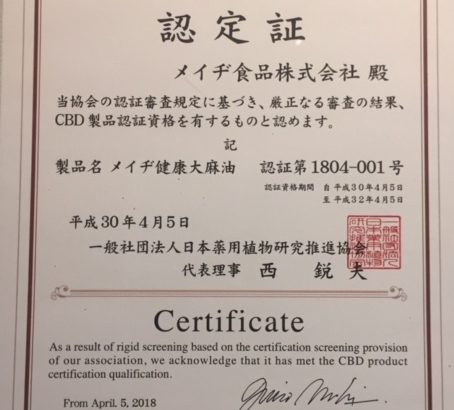 認定証
メイヂ食品株式会社 殿
当協会の認証審査規定に基づき、厳正なる審査の結果、
CBD製品認証資格を有するものと認めます。
記
製品名 メイヂ健康大麻油 認証第1804-001号
認証資格期間 自 平成30年4月5日
至 平成32年4月5日
平成30年4月5日
一般社団法人日本薬用植物研究推進協会
代表理事 西 鋭夫
Certificate
As a result of rigid screening based on the certification screening provision
of our association, we acknowledge that it has met the CBD product
certification qualification.
From April. 5, 2018